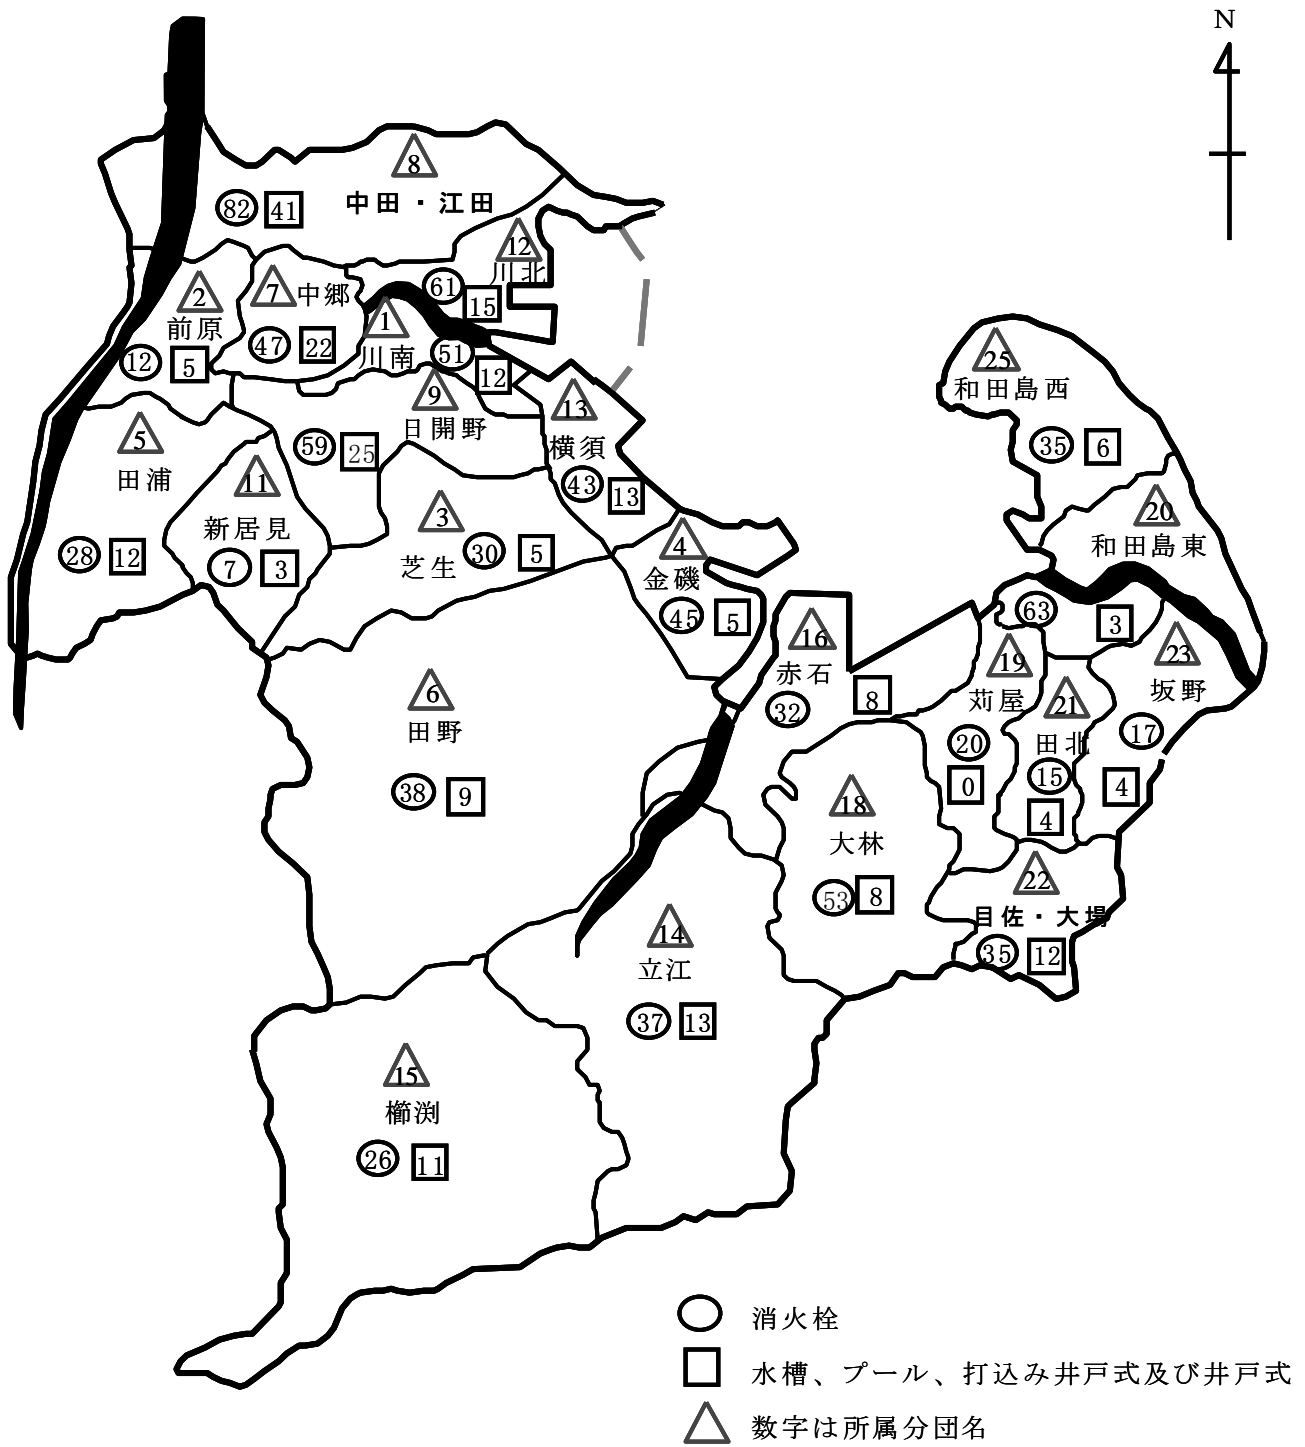 N
8
中田・江田
82 41
12
川北
61
15
2
前原
12 5
7 中郷
47 22
1
川南
51
12
9
日開野
59 25
13
横須
43 13
5
田浦
28 12
11
新居見
7 3
3
芝生
30 5
4
金磯
45 5
25
和田島西
35 6
20
和田島東
63 3
16
赤石
32 8
19
苅屋
20
0
21
田北
15
4
23
坂野
17
4
6
田野
38 9
18
大林
53 8
22
目佐・大場
35 12
14
立江
37 13
15
櫛渕
26 11
消火栓
水槽、プール、打込み井戸式及び井戸式
数字は所属分団名